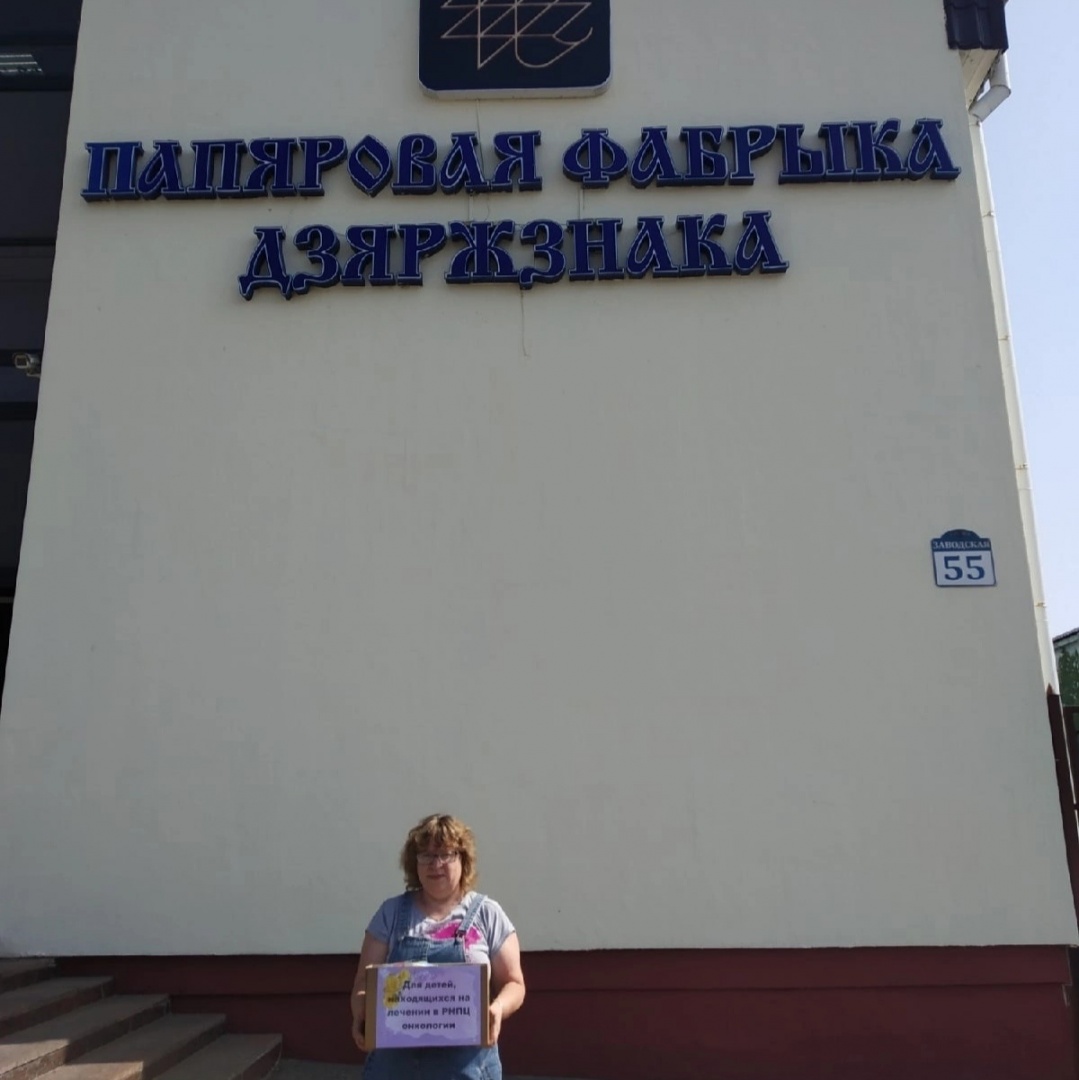 ПАПЯРОВАЯ ФАБРЫКА
ДЗЯРЖЗНАКА
ЗАВОДСКАЯ
55
Для детей,
находящихся на
лечении в РНПЦ
онкологии